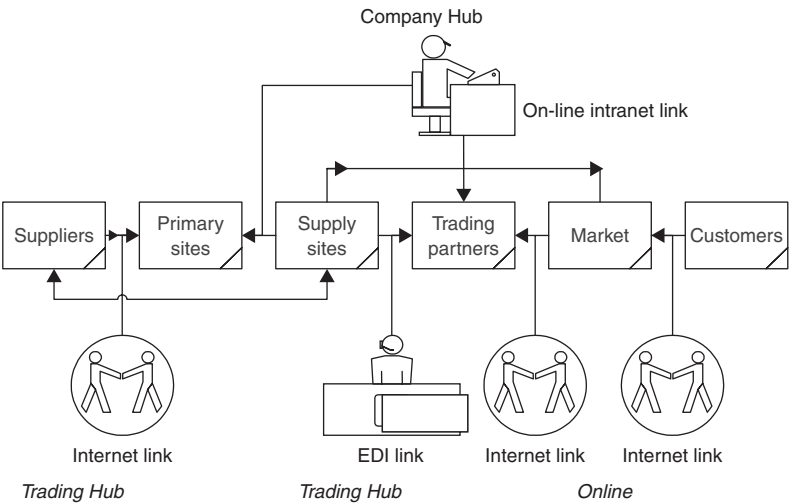 Company Hub
On-line intranet link
Suppliers
Primary
sites
Supply
sites
Trading
partners
Market
Customers
Internet link
EDI link
Internet link
Internet link
Trading Hub
Trading Hub
Online